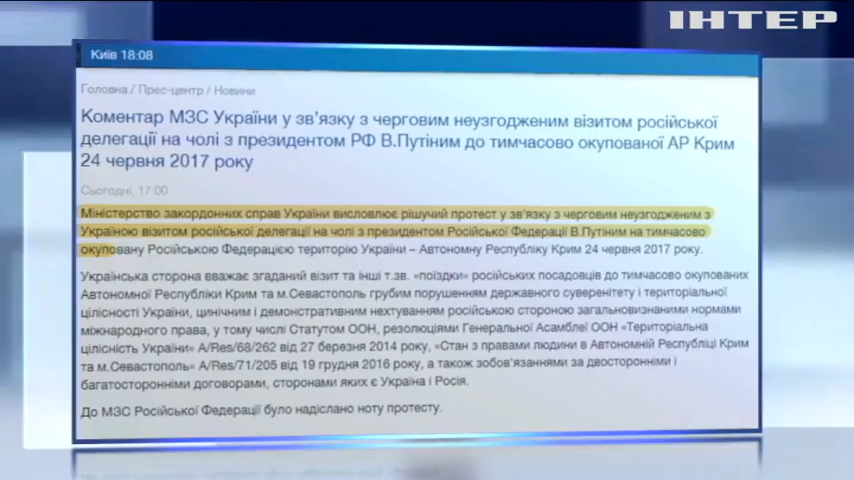 ІНТЕР
Київ 18:08
Головна / Прес-центр / Новини
Коментар МЗС України у зв’язку з черговим неузгодженим візитом російської
делегації на чолі з президентом РФ В.Путіним до тимчасово окупованої АР Крим
24 червня 2017 року
Сьогодні, 17:00
Міністерство закордонних справ України висловлює рішучий протест у зв’язку з черговим неузгодженим з
Україною візитом російської делегації на чолі з президентом Російської Федерації В.Путіним на тимчасово
окуповану Російською Федерацією територію України – Автономну Республіку Крим 24 червня 2017 року.
Українська сторона вважає згаданий візит та інші т.зв. «поїздки» російських посадовців до тимчасово окупованих
Автономної Республіки Крим та м.Севастополь грубим порушенням державного суверенітету і територіальної
цілісності України, цинічним і демонстративним нехтуванням російською стороною загальновизнаними нормами
міжнародного права, у тому числі Статутом ООН, резолюціями Генеральної Асамблеї ООН «Територіальна
цілісність України» A/Res/68/262 від 27 березня 2014 року, «Стан з правами людини в Автономній Республіці Крим
та м.Севастополь» A/Res/71/205 від 19 грудня 2016 року, а також зобов’язаннями за двосторонніми і
багатосторонніми договорами, сторонами яких є Україна і Росія.
До МЗС Російської Федерації було надіслано ноту протесту.